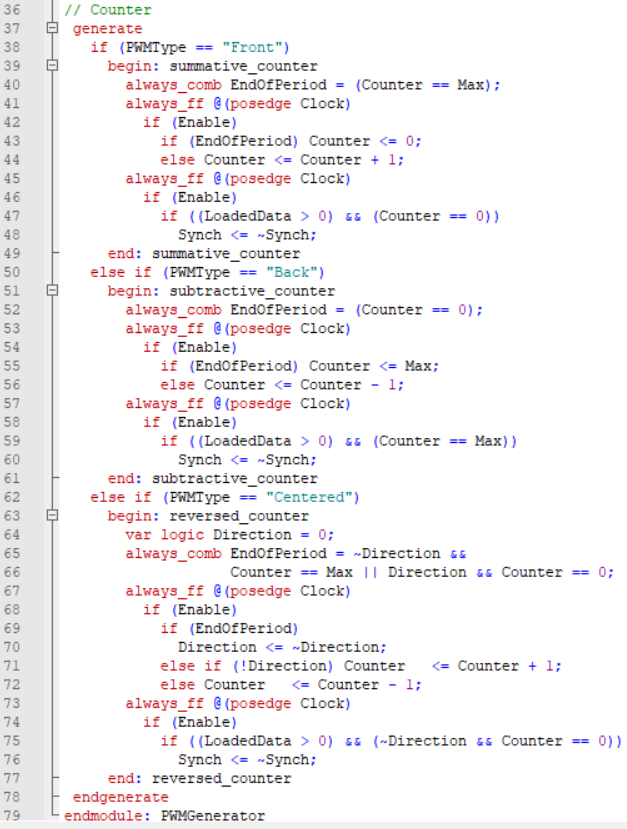 36 // Counter
37 generate
38 if (PWMType == "Front")
39 begin: summative_counter
40 always_comb EndOfPeriod = (Counter == Max);
41 always_ff @(posedge Clock)
42 if (Enable)
43 if (EndOfPeriod) Counter <= 0;
44 else Counter <= Counter + 1;
45 always_ff @(posedge Clock)
46 if (Enable)
47 if ((LoadedData > 0) && (Counter == 0))
48 Synch <= ~Synch;
49 end: summative_counter
50 else if (PWMType == "Back")
51 begin: subtractive_counter
52 always_comb EndOfPeriod = (Counter == 0);
53 always_ff @(posedge Clock)
54 if (Enable)
55 if (EndOfPeriod) Counter <= Max;
56 else Counter <= Counter - 1;
57 always_ff @(posedge Clock)
58 if (Enable)
59 if ((LoadedData > 0) && (Counter == Max))
60 Synch <= ~Synch;
61 end: subtractive_counter
62 else if (PWMType == "Centered")
63 begin: reversed_counter
64 var logic Direction = 0;
65 always_comb EndOfPeriod = ~Direction &&
66 Counter == Max || Direction && Counter == 0;
67 always_ff @(posedge Clock)
68 if (Enable)
69 if (EndOfPeriod)
70 Direction <= ~Direction;
71 else if (!Direction) Counter <= Counter + 1;
72 else Counter <= Counter - 1;
73 always_ff @(posedge Clock)
74 if (Enable)
75 if ((LoadedData > 0) && (~Direction && Counter == 0))
76 Synch <= ~Synch;
77 end: reversed_counter
78 endgenerate
79 endmodule: PWMGenerator